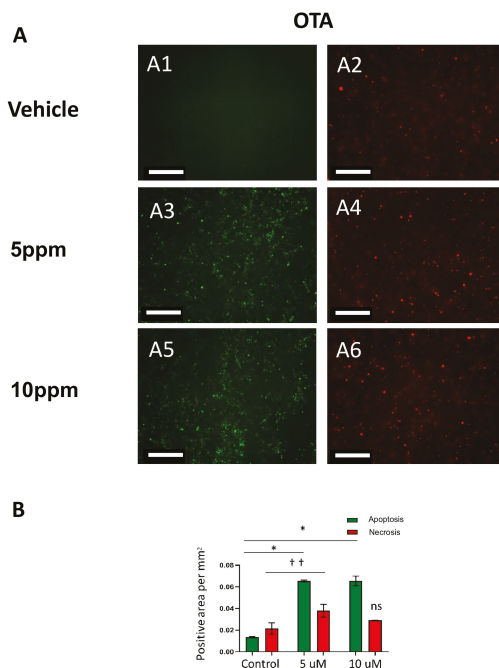 OTA
A
A1
A2
Vehicle
A3
A4
5ppm
A5
A6
10ppm
B
Apoptosis
Necrosis
*
*
† †
Positive area per mm²
0.08
0.06
0.04
0.02
0.00
ns
Control
5 uM
10 uM